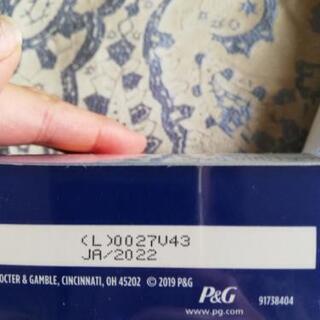 (L)0027V43
JA/2022
OCTER & GAMBLE, CINCINNATI, OH 45202 © 2019 P&G
P&G
www.pg.com
91738404